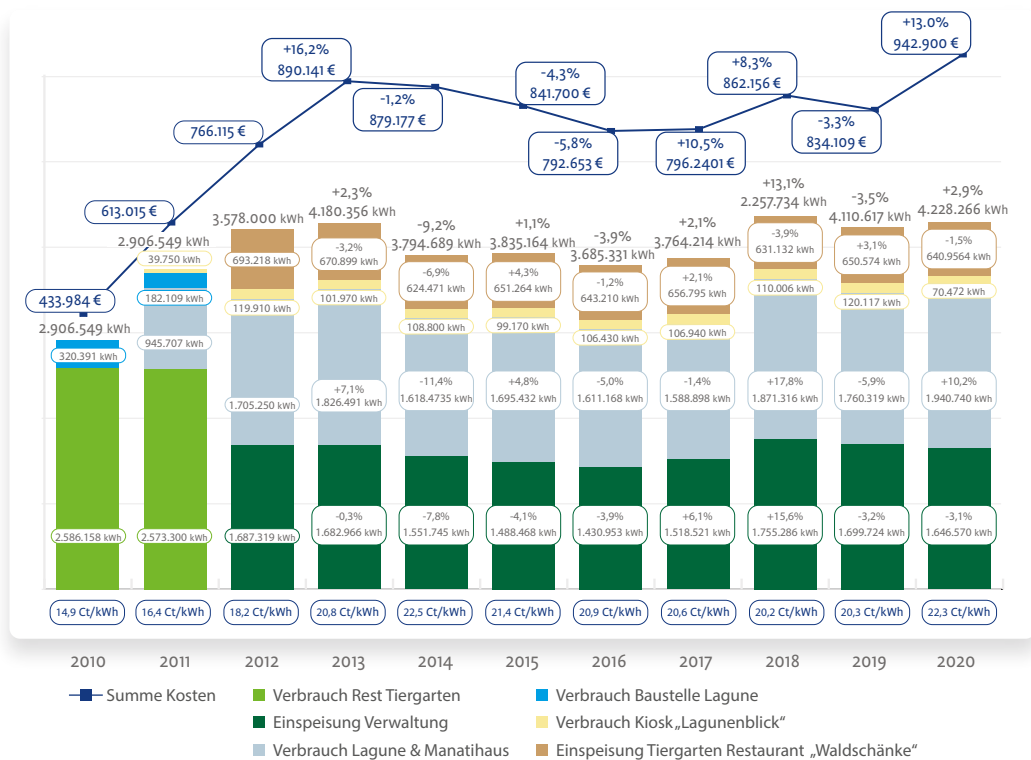 +13.0%
942.900 €
+16,2%
890.141 €
-1,2%
879.177 €
-4,3%
841.700 €
-5,8%
792.653 €
+10,5%
796.2401 €
+8,3%
862.156 €
-3,3%
834.109 €
766.115 €
613.015 €
433.984 €
2.906.549 kWh
320.391 kWh
2.586.158 kWh
2.906.549 kWh
39.750 kWh
182.109 kWh
945.707 kWh
2.573.300 kWh
3.578.000 kWh
693.218 kWh
119.910 kWh
1.705.250 kWh
1.687.319 kWh
+2,3%
4.180.356 kWh
-3,2%
670.899 kWh
101.970 kWh
+7,1%
1.826.491 kWh
-0,3%
1.682.966 kWh
-9,2%
3.794.689 kWh
-6,9%
624.471 kWh
108.800 kWh
-11,4%
1.618.4735 kWh
-7,8%
1.551.745 kWh
+1,1%
3.835.164 kWh
+4,3%
651.264 kWh
99.170 kWh
+4,8%
1.695.432 kWh
-4,1%
1.488.468 kWh
-3,9%
3.685.331 kWh
-1,2%
643.210 kWh
106.430 kWh
-5,0%
1.611.168 kWh
-3,9%
1.430.953 kWh
+2,1%
3.764.214 kWh
+2,1%
656.795 kWh
106.940 kWh
-1,4%
1.588.898 kWh
+6,1%
1.518.521 kWh
+13,1%
2.257.734 kWh
-3,9%
631.132 kWh
110.006 kWh
+17,8%
1.871.316 kWh
+15,6%
1.755.286 kWh
-3,5%
4.110.617 kWh
+3,1%
650.574 kWh
120.117 kWh
-5,9%
1.760.319 kWh
-3,2%
1.699.724 kWh
+2,9%
4.228.266 kWh
-1,5%
640.9564 kWh
70.472 kWh
+10,2%
1.940.740 kWh
-3,1%
1.646.570 kWh
14,9 Ct/kWh 16,4 Ct/kWh 18,2 Ct/kWh 20,8 Ct/kWh 22,5 Ct/kWh 21,4 Ct/kWh 20,9 Ct/kWh 20,6 Ct/kWh 20,2 Ct/kWh 20,3 Ct/kWh 22,3 Ct/kWh
2010 2011 2012 2013 2014 2015 2016 2017 2018 2019 2020
Summe Kosten
Verbrauch Rest Tiergarten
Verbrauch Baustelle Lagune
Einspeisung Verwaltung
Verbrauch Kiosk „Lagunenblick“
Verbrauch Lagune & Manatihaus
Einspeisung Tiergarten Restaurant „Waldschänke“